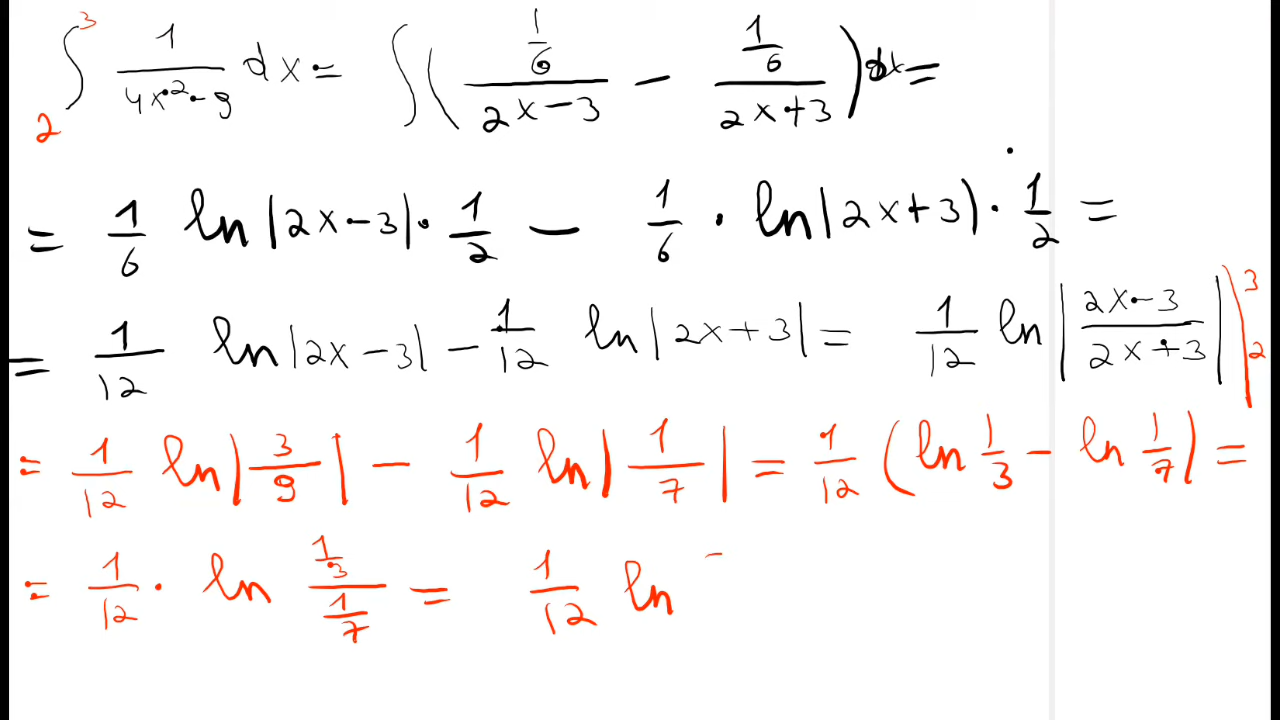 ∫₂³ 1/(4x²-9) dx = ∫ ( (1/6)/(2x-3) - (1/6)/(2x+3) ) dx =
= 1/6 ln|2x-3| · 1/2 - 1/6 · ln|2x+3| · 1/2 =
= 1/12 ln|2x-3| - 1/12 ln|2x+3| = 1/12 ln|(2x-3)/(2x+3)| |₂³
= 1/12 ln|3/9| - 1/12 ln|1/7| = 1/12 (ln 1/3 - ln 1/7) =
= 1/12 · ln (1/3)/(1/7) = 1/12 ln